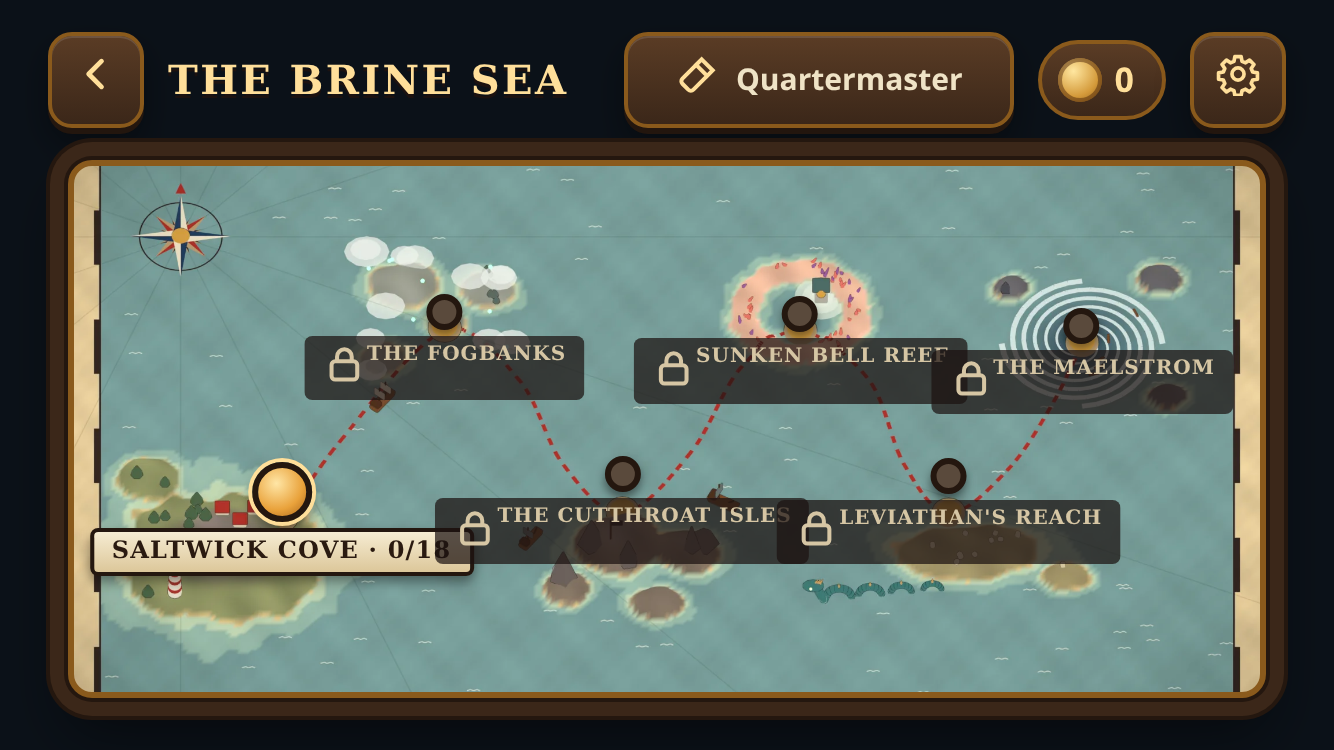 THE BRINE SEA
Quartermaster
0
THE FOGBANKS
SUNKEN BELL REEF
THE MAELSTROM
SALTWICK COVE · 0/18
THE CUTTHROAT ISLES
LEVIATHAN'S REACH